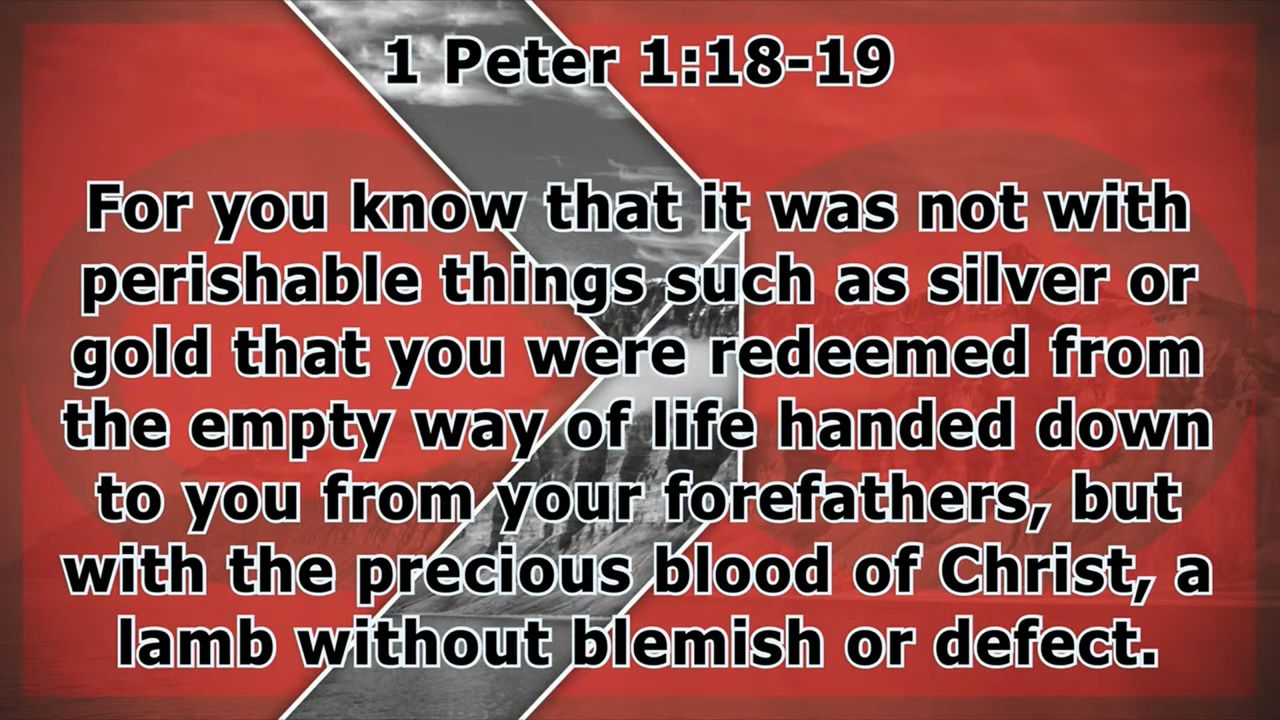 1 Peter 1:18-19
For you know that it was not with
perishable things such as silver or
gold that you were redeemed from
the empty way of life handed down
to you from your forefathers, but
with the precious blood of Christ, a
lamb without blemish or defect.